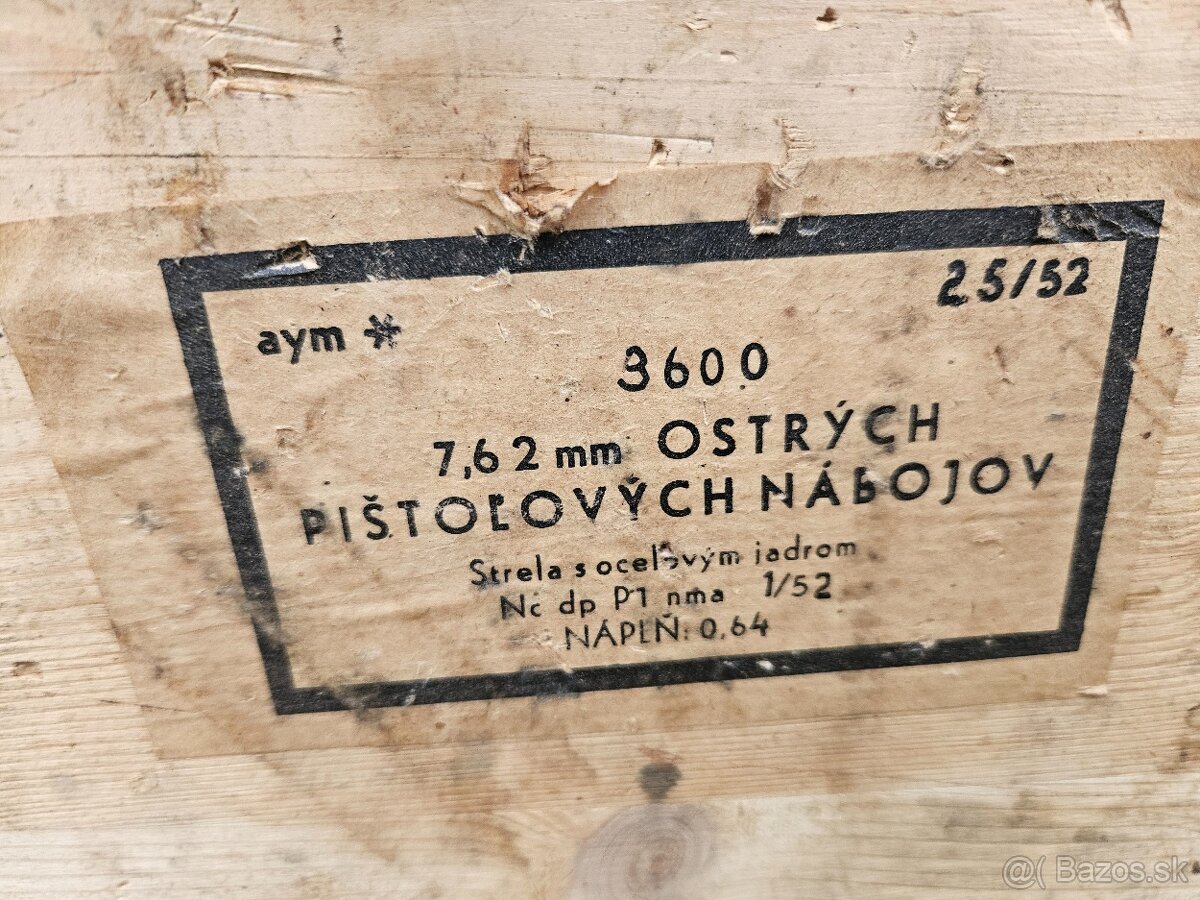 25/52
aym *
3600
7,62 mm OSTRÝCH
PIŠTOĽOVÝCH NÁBOJOV
Strela s oceľovým jadrom
Nc dp P1 nma 1/52
NÁPLŇ: 0,64
@( Bazos.sk